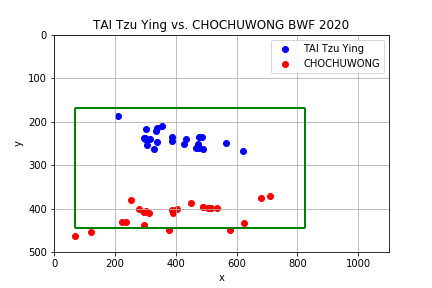 TAI Tzu Ying vs. CHOCHUWONG BWF 2020
TAI Tzu Ying
CHOCHUWONG
y
0
100
200
300
400
500
0 200 400 600 800 1000
x